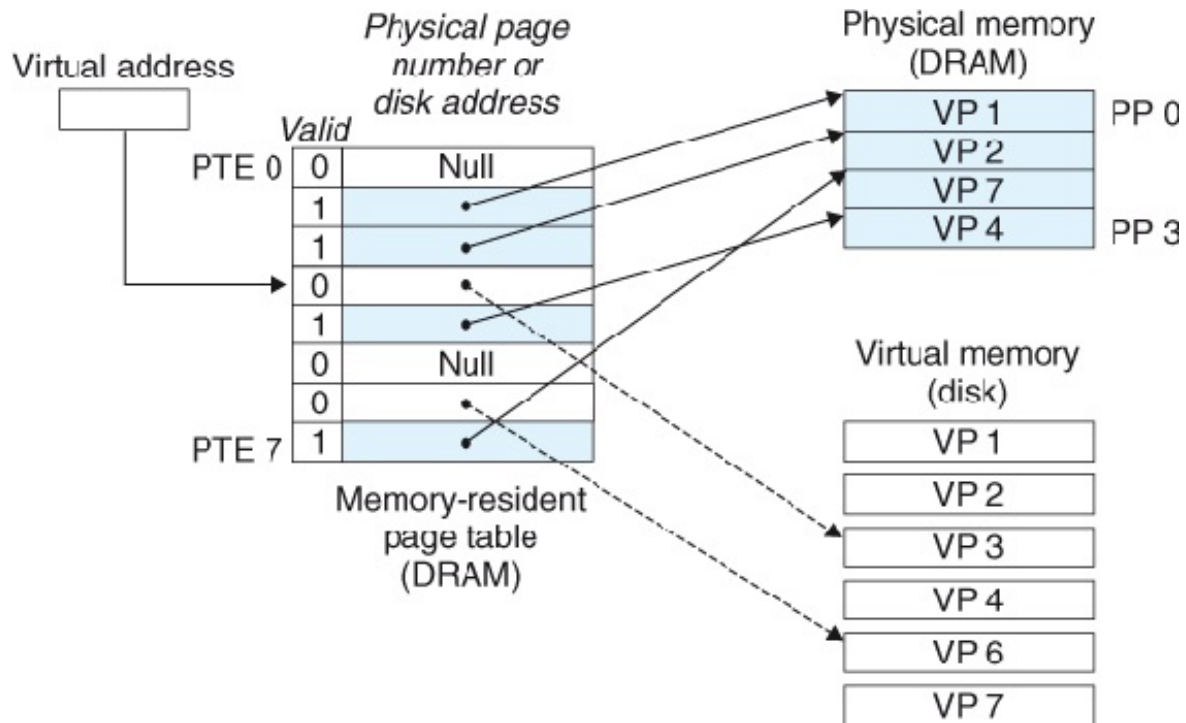 Virtual address
Physical page
number or
disk address
Valid
PTE 0
0
Null
1
1
0
1
0
Null
0
PTE 7
1
Memory-resident
page table
(DRAM)
Physical memory
(DRAM)
VP 1
PP 0
VP 2
VP 7
VP 4
PP 3
Virtual memory
(disk)
VP 1
VP 2
VP 3
VP 4
VP 6
VP 7